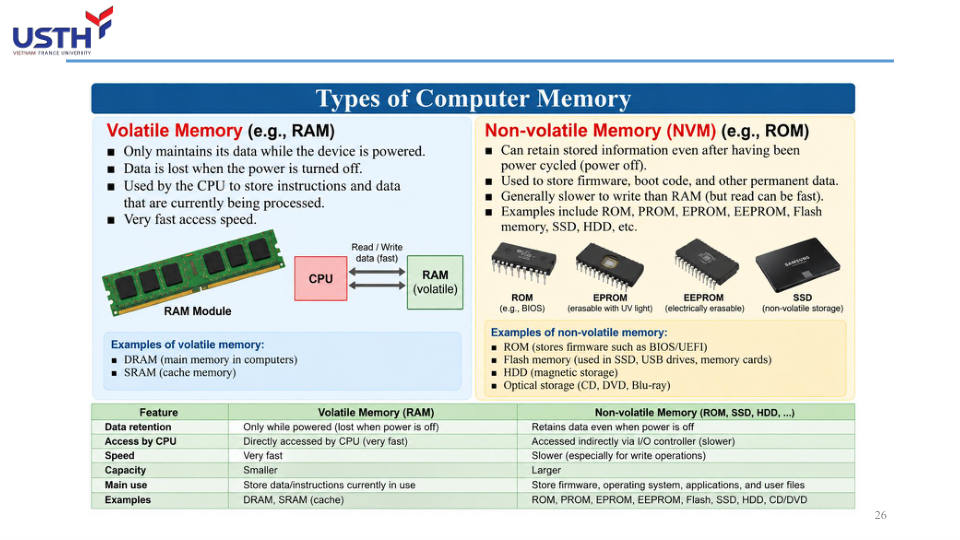 USTH
VIETNAM FRANCE UNIVERSITY
Types of Computer Memory
Volatile Memory (e.g., RAM)
■ Only maintains its data while the device is powered.
■ Data is lost when the power is turned off.
■ Used by the CPU to store instructions and data
that are currently being processed.
■ Very fast access speed.
RAM Module
CPU
Read / Write
data (fast)
RAM
(volatile)
Examples of volatile memory:
■ DRAM (main memory in computers)
■ SRAM (cache memory)
Non-volatile Memory (NVM) (e.g., ROM)
■ Can retain stored information even after having been
power cycled (power off).
■ Used to store firmware, boot code, and other permanent data.
■ Generally slower to write than RAM (but read can be fast).
■ Examples include ROM, PROM, EPROM, EEPROM, Flash
memory, SSD, HDD, etc.
SAMSUNG
ROM
(e.g., BIOS)
EPROM
(erasable with UV light)
EEPROM
(electrically erasable)
SSD
(non-volatile storage)
Examples of non-volatile memory:
■ ROM (stores firmware such as BIOS/UEFI)
■ Flash memory (used in SSD, USB drives, memory cards)
■ HDD (magnetic storage)
■ Optical storage (CD, DVD, Blu-ray)
Feature Volatile Memory (RAM) Non-volatile Memory (ROM, SSD, HDD, ...)
Data retention Only while powered (lost when power is off) Retains data even when power is off
Access by CPU Directly accessed by CPU (very fast) Accessed indirectly via I/O controller (slower)
Speed Very fast Slower (especially for write operations)
Capacity Smaller Larger
Main use Store data/instructions currently in use Store firmware, operating system, applications, and user files
Examples DRAM, SRAM (cache) ROM, PROM, EPROM, EEPROM, Flash, SSD, HDD, CD/DVD
26